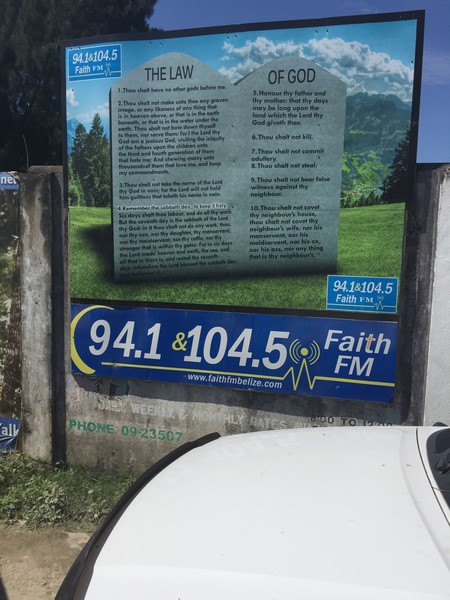 94.1&104.5
Faith FM
THE LAW
1.Thou shalt have no other gods before me.
2.Thou shalt not make unto thee any graven
image, or any likeness of any thing that
is in heaven above, or that is in the earth
beneath, or that is in the water under the
earth. Thou shalt not bow down thyself
to them, nor serve them: for I the Lord thy
God am a jealous God, visiting the iniquity
of the fathers upon the children unto
the third and fourth generation of them
that hate me: And shewing mercy unto
thousands of them that love me, and keep
my commandments.
3.Thou shalt not take the name of the Lord
thy God in vain; for the Lord will not hold
him guiltless that taketh his name in vain.
4.Remember the sabbath day, to keep it holy.
Six days shalt thou labour, and do all thy work:
But the seventh day is the sabbath of the Lord
thy God: in it thou shalt not do any work, thou,
nor thy son, nor thy daughter, thy manservant,
nor thy maidservant, nor thy cattle, nor thy
stranger that is within thy gates: For in six days
the Lord made heaven and earth, the sea, and
all that in them is, and rested the seventh
day: wherefore the Lord blessed the sabbath day,
OF GOD
5.Honour thy father and
thy mother: that thy days
may be long upon the
land which the Lord thy
God giveth thee.
6.Thou shalt not kill.
7.Thou shalt not commit
adultery.
8.Thou shalt not steal.
9.Thou shalt not bear false
witness against thy
neighbour.
10.Thou shalt not covet
thy neighbour's house,
thou shalt not covet thy
neighbour's wife, nor his
manservant, nor his
maidservant, nor his ox,
nor his ass, nor any thing
that is thy neighbour's.
94.1&104.5
Faith FM
94.1 & 104.5 Faith
FM
www.faithfmbelize.com
WEEKLY & MONTHLY RATES
8:00 TO 12:00
PHONE 09-23507